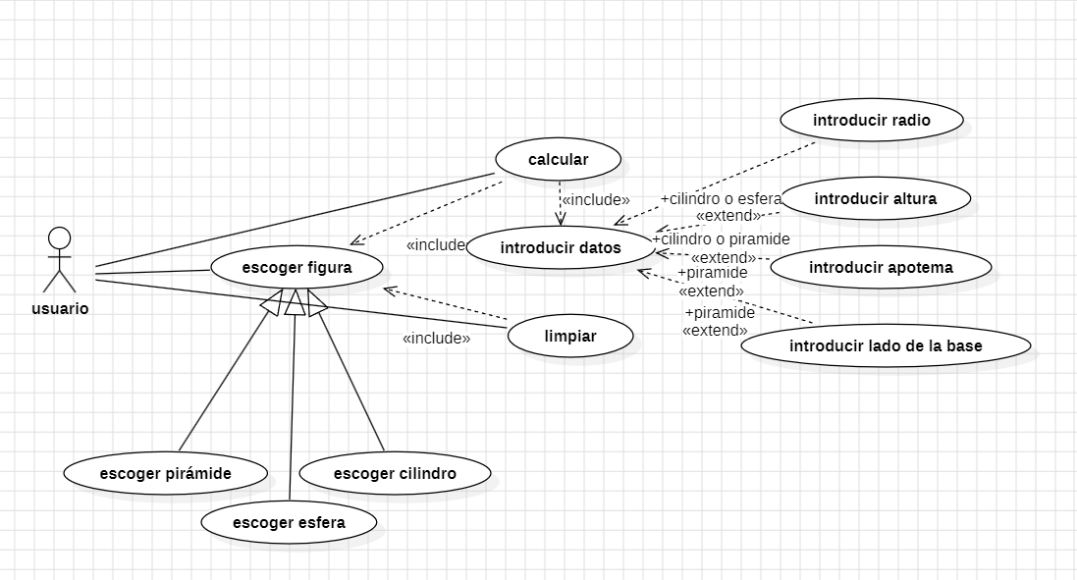 introducir radio
calcular
+cilindro o esfera
«include»
introducir altura
«extend»
+cilindro o piramide
«include
introducir datos
«extend»
escoger figura
introducir apotema
+piramide
«extend»
usuario
+piramide
«extend»
«include»
limpiar
introducir lado de la base
escoger pirámide
escoger cilindro
escoger esfera